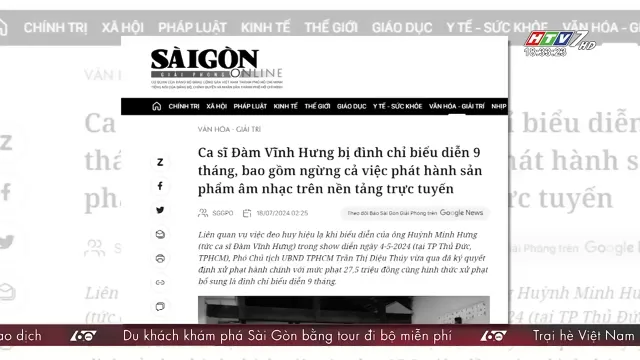 CHÍNH TRỊ XÃ HỘI PHÁP LUẬT KINH TẾ THẾ GIỚI GIÁO DỤC Y TẾ - SỨC KHỎE VĂN HÓA - GIẢI
HTV7 HD
18:33:23
SÀIGÒN
GIẢI PHÓNG ONLINE
CHÍNH TRỊ XÃ HỘI PHÁP LUẬT KINH TẾ THẾ GIỚI GIÁO DỤC Y TẾ - SỨC KHỎE VĂN HÓA - GIẢI TRÍ NHỊP
VĂN HÓA - GIẢI TRÍ
Ca sĩ Đàm Vĩnh Hưng bị đình chỉ biểu diễn 9
tháng, bao gồm ngừng cả việc phát hành sản
phẩm âm nhạc trên nền tảng trực tuyến
SGGPO 18/07/2024 02:25
Theo dõi Báo Sài Gòn Giải Phóng trên Google News
Liên quan vụ việc đeo huy hiệu lạ khi biểu diễn của ông Huỳnh Minh Hưng
(tức ca sĩ Đàm Vĩnh Hưng) trong show diễn ngày 4-5-2024 (tại TP Thủ Đức,
TPHCM), Phó Chủ tịch UBND TPHCM Trần Thị Diệu Thúy vừa qua đã ký quyết
định xử phạt hành chính với mức phạt 27,5 triệu đồng cùng hình thức xử phạt
bổ sung là đình chỉ biểu diễn 9 tháng.
ao dịch 60 Du khách khám phá Sài Gòn bằng tour đi bộ miễn phí 60 Trại hè Việt Nam